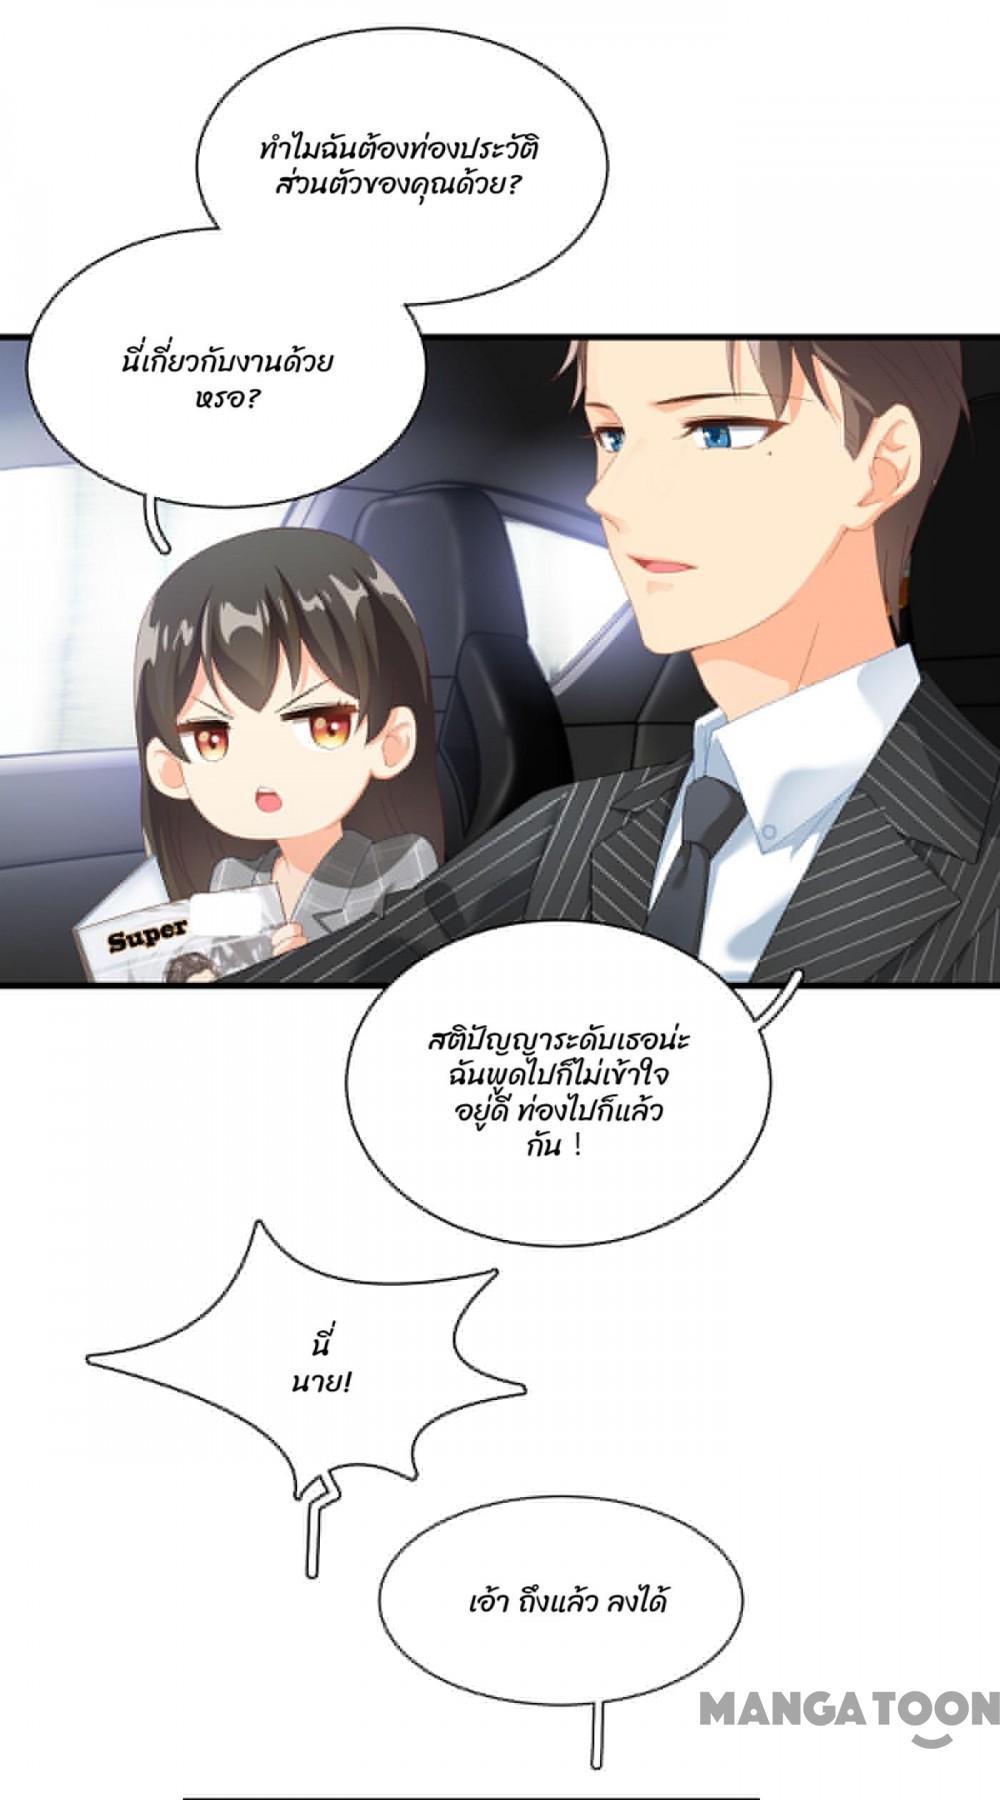 ทำไมฉันต้องท่องประวัติ
ส่วนตัวของคุณด้วย?
นี่เกี่ยวกับงานด้วย
หรอ?
Super
สติปัญญาระดับเธอน่ะ
ฉันพูดไปก็ไม่เข้าใจ
อยู่ดี ท่องไปก็แล้ว
กัน !
นี่
นาย!
เอ้า ถึงแล้ว ลงได้
MANGATOON